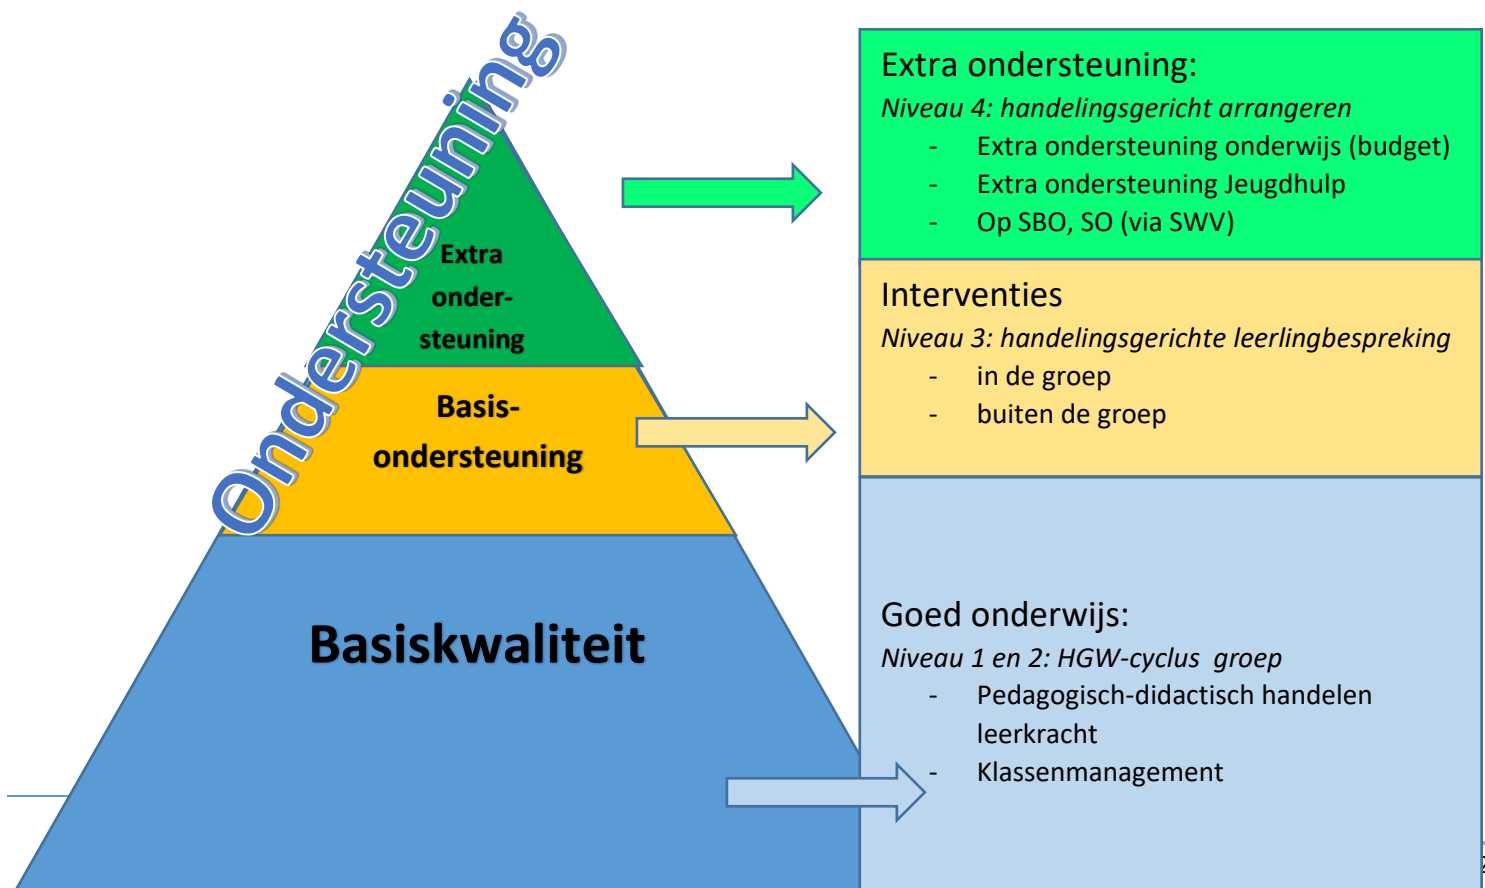 Ondersteuning
Extra
onder-
steuning
Basis-
ondersteuning
Basiskwaliteit
Extra ondersteuning:
Niveau 4: handelingsgericht arrangeren
- Extra ondersteuning onderwijs (budget)
- Extra ondersteuning Jeugdhulp
- Op SBO, SO (via SWV)
Interventies
Niveau 3: handelingsgerichte leerlingbespreking
- in de groep
- buiten de groep
Goed onderwijs:
Niveau 1 en 2: HGW-cyclus groep
- Pedagogisch-didactisch handelen
leerkracht
- Klassenmanagement